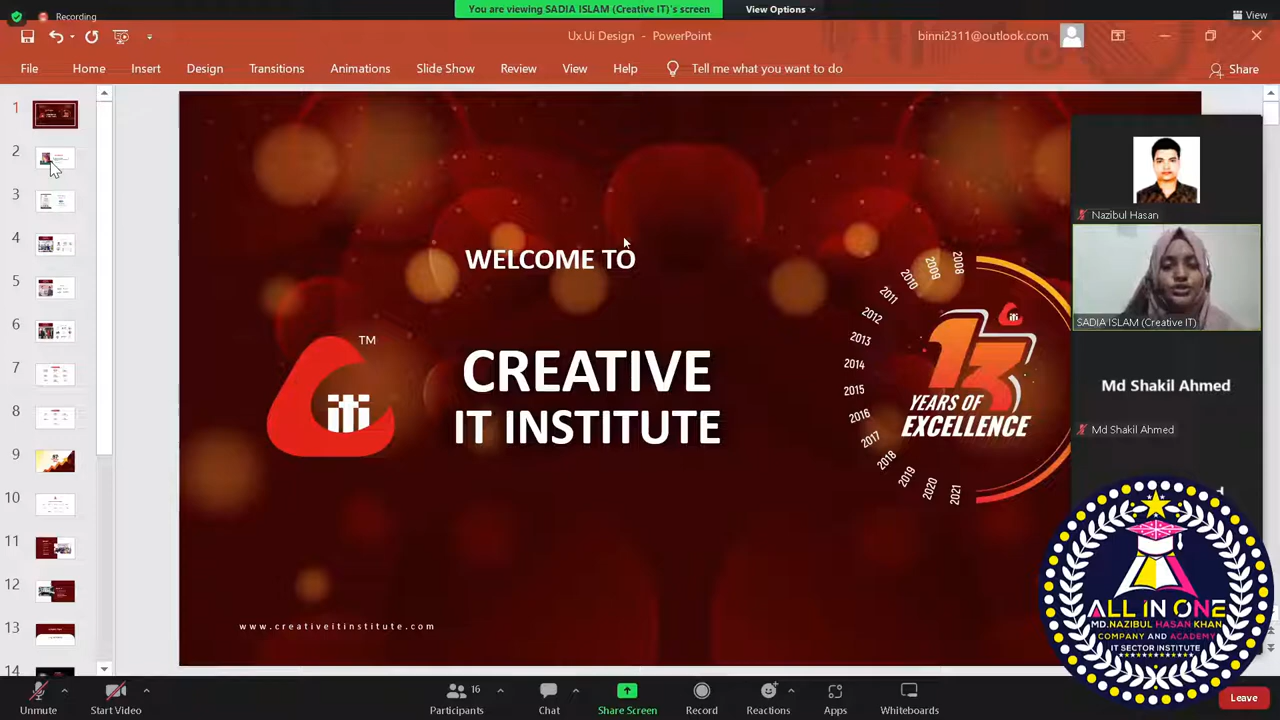 Recording
You are viewing SADIA ISLAM (Creative IT)'s screen
View Options
View
Ux.Ui Design - PowerPoint
binni2311@outlook.com
File
Home
Insert
Design
Transitions
Animations
Slide Show
Review
View
Help
Tell me what you want to do
Share
1
2
3
4
5
6
7
8
10
11
12
13
14
WELCOME TO
TM
CREATIVE
IT INSTITUTE
iti
www.creativeitinstitute.com
2008
2009
2010
2011
2012
2013
2014
2015
2016
2017
2018
2019
2020
2021
13
YEARS OF
EXCELLENCE
Nazibul Hasan
SADIA ISLAM (Creative IT)
Md Shakil Ahmed
Md Shakil Ahmed
ALL IN ONE
MD.NAZIBUL HASAN KHAN
COMPANY AND ACADEMY
IT SECTOR INSTITUTE
Unmute
Start Video
16
Participants
Chat
Share Screen
Record
Reactions
Apps
Whiteboards
Leave